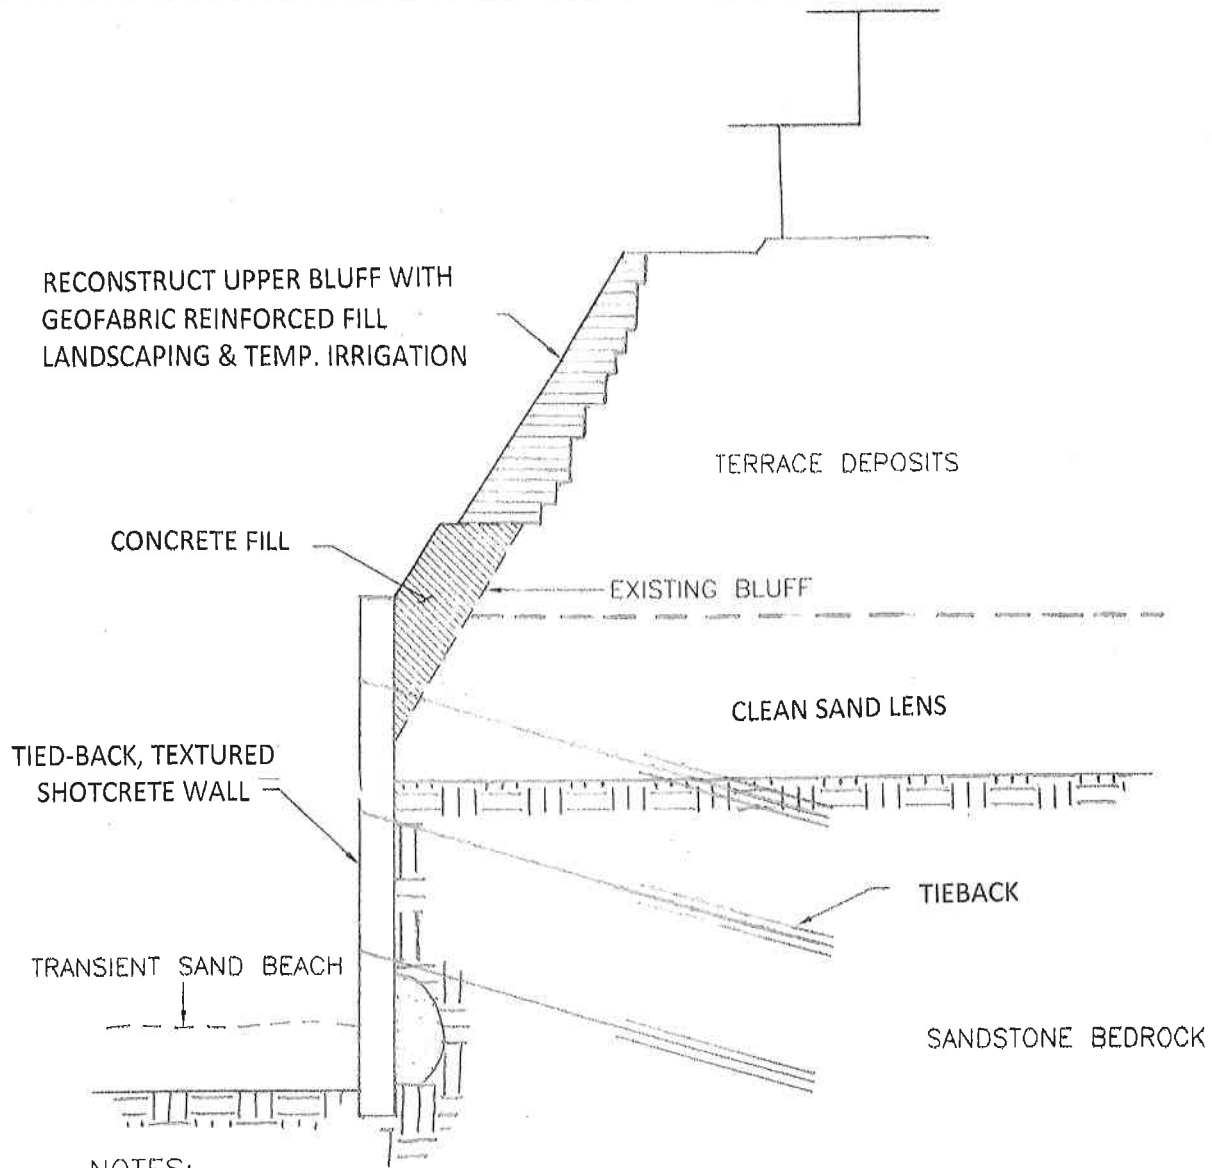 RECONSTRUCT UPPER BLUFF WITH
GEOFABRIC REINFORCED FILL
LANDSCAPING & TEMP. IRRIGATION
TERRACE DEPOSITS
CONCRETE FILL
EXISTING BLUFF
CLEAN SAND LENS
TIED-BACK, TEXTURED
SHOTCRETE WALL
TIEBACK
TRANSIENT SAND BEACH
SANDSTONE BEDROCK
NOTES: